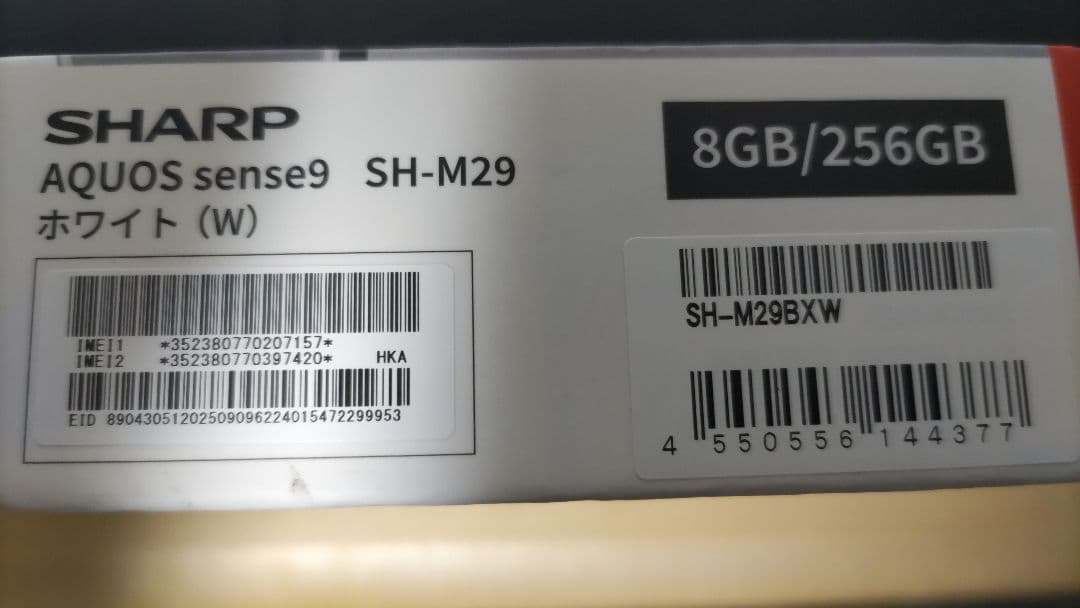 SHARP
AQUOS sense9 SH-M29
ホワイト（W）
8GB/256GB
IMEI1 *352380770207157*
IMEI2 *352380770397420* HKA
EID 89043051202509096224015472299953
SH-M29BXW
4 550556 144377